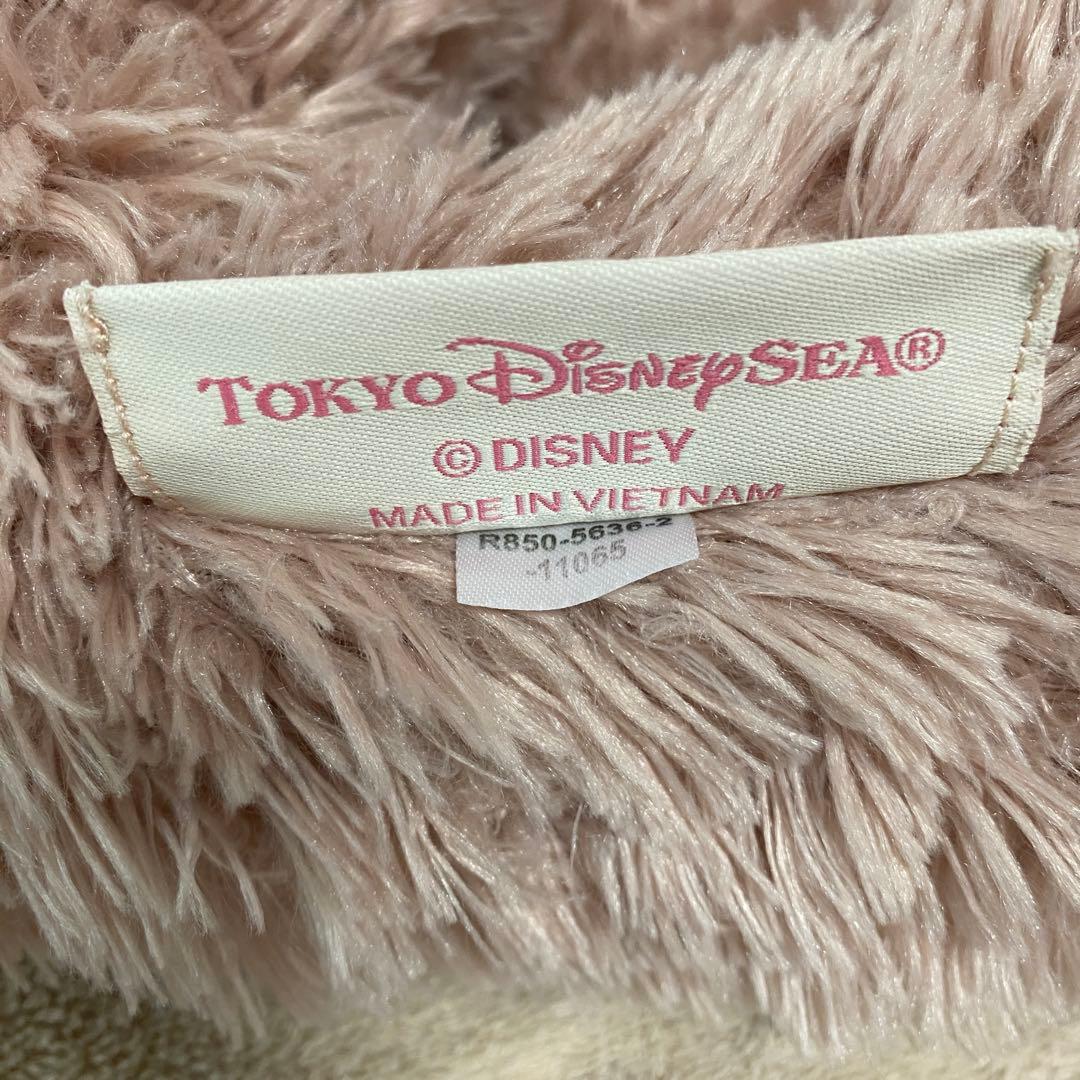 TOKYO DISNEYSEA®
© DISNEY
MADE IN VIETNAM
R850-5636-2
-11065